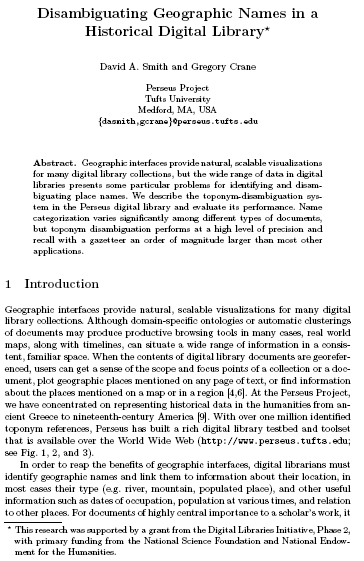 Disambiguating Geographic Names in a
Historical Digital Library*
David A. Smith and Gregory Crane
Perseus Project
Tufts University
Medford, MA, USA
{dasmith,gcrane}@perseus.tufts.edu
Abstract. Geographic interfaces provide natural, scalable visualizations
for many digital library collections, but the wide range of data in digital
libraries presents some particular problems for identifying and disam-
biguating place names. We describe the toponym-disambiguation sys-
tem in the Perseus digital library and evaluate its performance. Name
categorization varies significantly among different types of documents,
but toponym disambiguation performs at a high level of precision and
recall with a gazetteer an order of magnitude larger than most other
applications.
1 Introduction
Geographic interfaces provide natural, scalable visualizations for many digital
library collections. Although domain-specific ontologies or automatic clusterings
of documents may produce productive browsing tools in many cases, real world
maps, along with timelines, can situate a wide range of information in a consis-
tent, familiar space. When the contents of digital library documents are georefer-
enced, users can get a sense of the scope and focus points of a collection or a doc-
ument, plot geographic places mentioned on any page of text, or find information
about the places mentioned on a map or in a region [4,6]. At the Perseus Project,
we have concentrated on representing historical data in the humanities from an-
cient Greece to nineteenth-century America [9]. With over one million identified
toponym references, Perseus has built a rich digital library testbed and toolset
that is available over the World Wide Web (http://www.perseus.tufts.edu;
see Fig. 1, 2, and 3).
In order to reap the benefits of geographic interfaces, digital librarians must
identify geographic names and link them to information about their location, in
most cases their type (e.g. river, mountain, populated place), and other useful
information such as dates of occupation, population at various times, and relation
to other places. For documents of highly central importance to a scholar's work, it
* This research was supported by a grant from the Digital Libraries Initiative, Phase 2,
with primary funding from the National Science Foundation and National Endow-
ment for the Humanities.